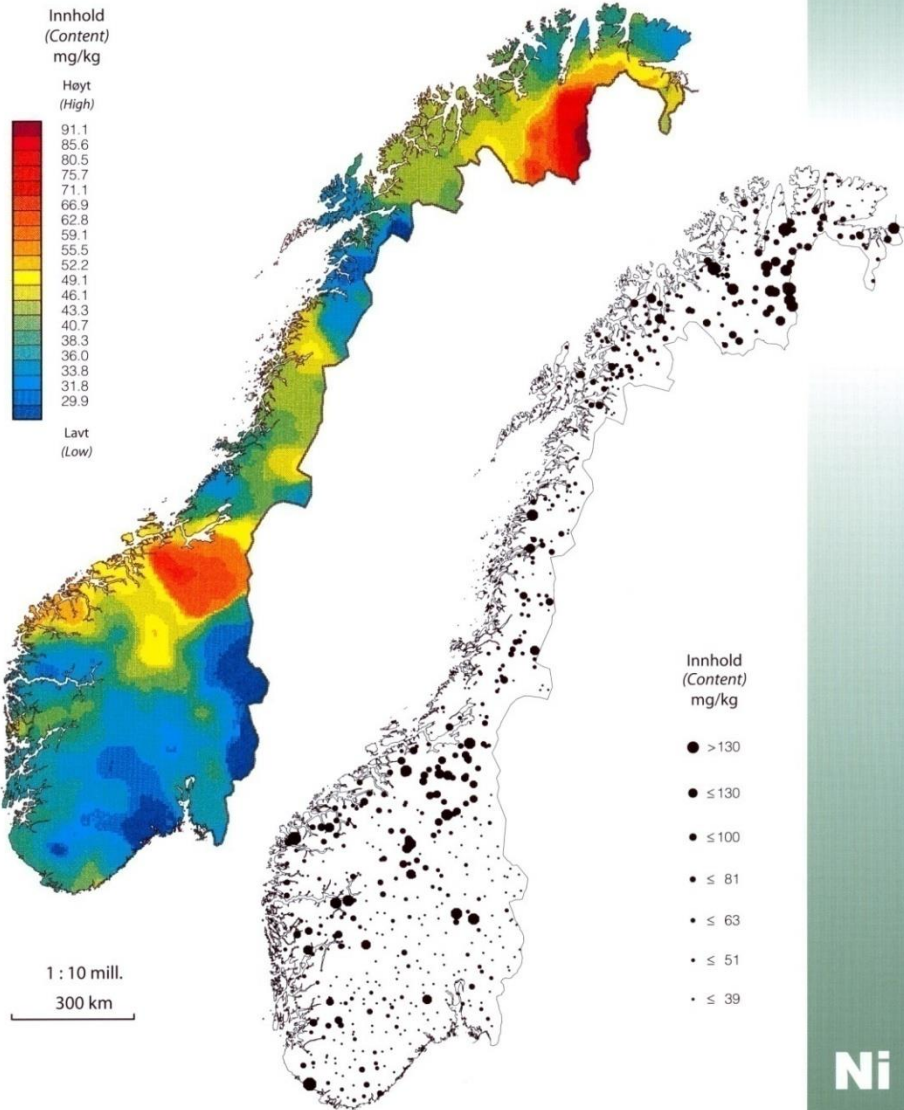 Innhold
(Content)
mg/kg
Høyt
(High)
91.1
85.6
80.5
75.7
71.1
66.9
62.8
59.1
55.5
52.2
49.1
46.1
43.3
40.7
38.3
36.0
33.8
31.8
29.9
Lavt
(Low)
1 : 10 mill.
300 km
Innhold
(Content)
mg/kg
>130
≤130
≤100
≤ 81
≤ 63
≤ 51
≤ 39
Ni